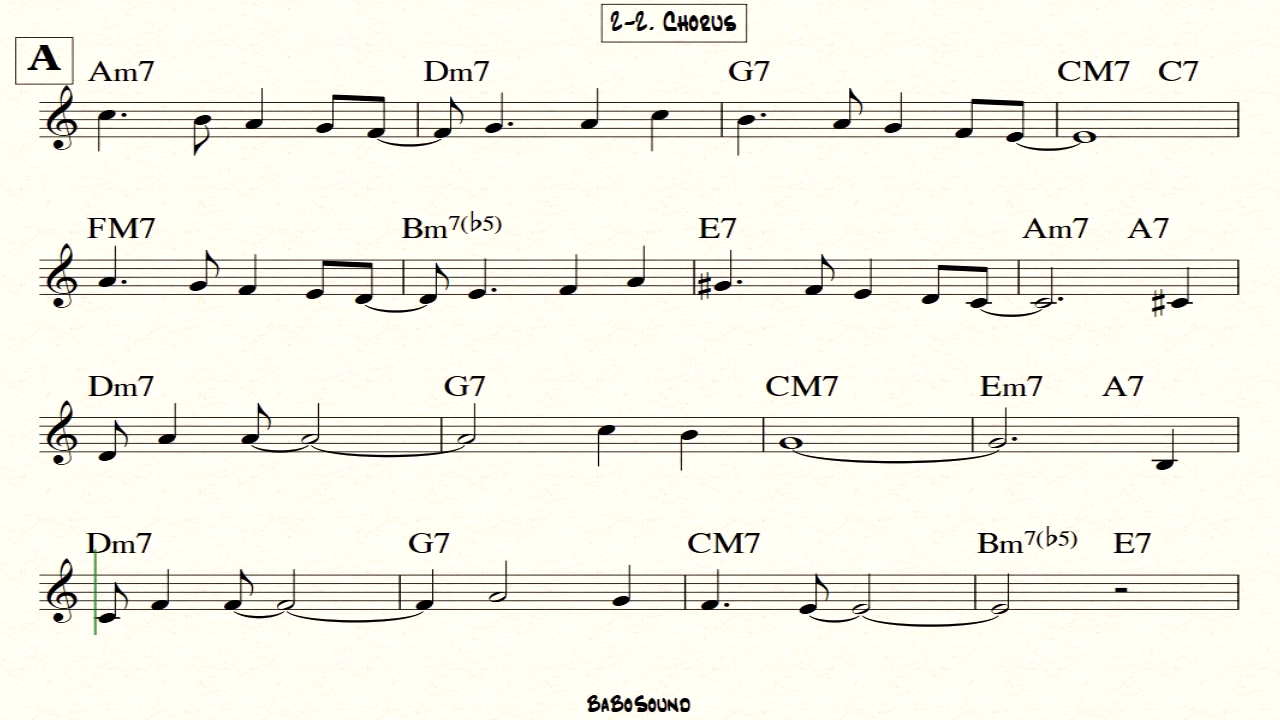 2-2. CHORUS
A Am7 Dm7 G7 CM7 C7
FM7 Bm7(♭5) E7 Am7 A7
Dm7 G7 CM7 Em7 A7
Dm7 G7 CM7 Bm7(♭5) E7
BABOSOUND